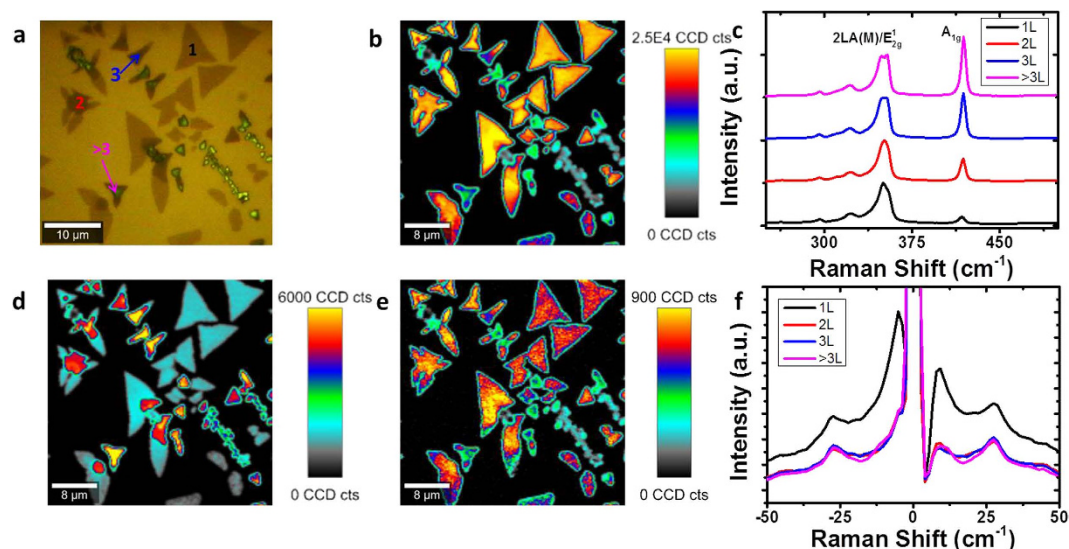 a
1
3
2
>3
10 µm
b
2.5E4 CCD cts
0 CCD cts
8 µm
c
2LA(M)/E¹₂g
A₁g
1L
2L
3L
>3L
Intensity (a.u.)
300
375
450
Raman Shift (cm⁻¹)
d
6000 CCD cts
0 CCD cts
8 µm
e
900 CCD cts
0 CCD cts
8 µm
f
1L
2L
3L
>3L
Intensity (a.u.)
-50
-25
0
25
50
Raman Shift (cm⁻¹)